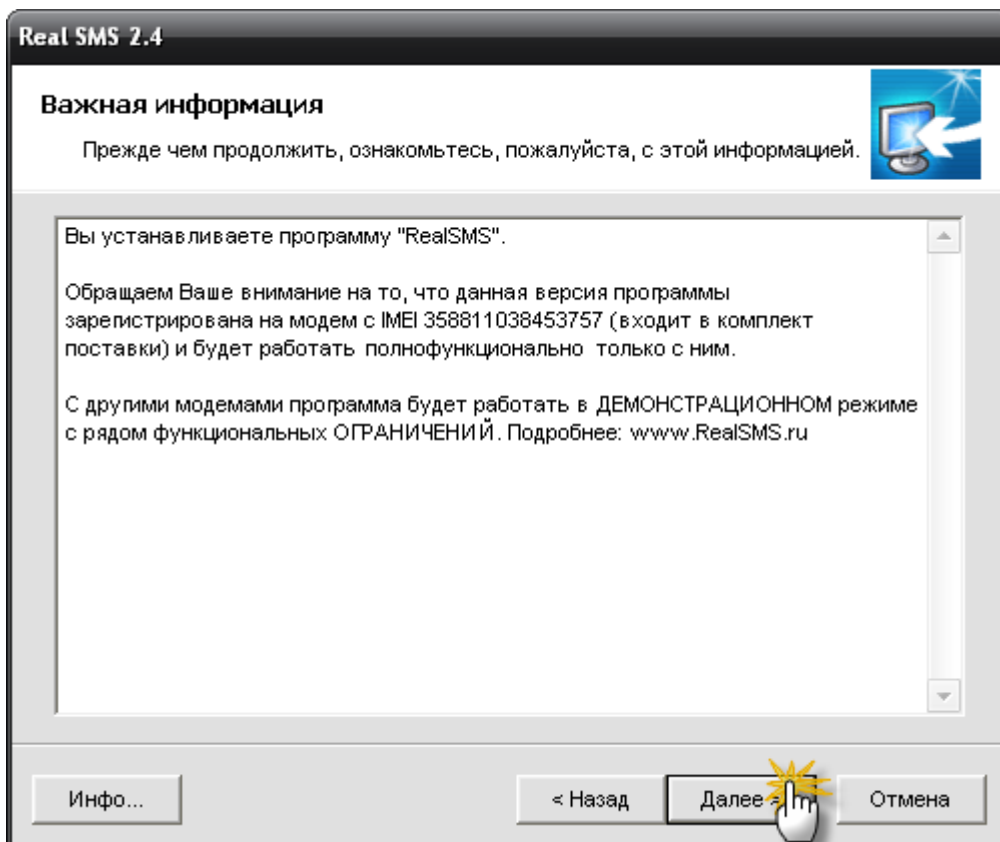 Real SMS 2.4
Важная информация
Прежде чем продолжить, ознакомьтесь, пожалуйста, с этой информацией.
Вы устанавливаете программу "RealSMS".
Обращаем Ваше внимание на то, что данная версия программы
зарегистрирована на модем с IMEI 358811038453757 (входит в комплект
поставки) и будет работать полнофункционально только с ним.
С другими модемами программа будет работать в ДЕМОНСТРАЦИОННОМ режиме
с рядом функциональных ОГРАНИЧЕНИЙ. Подробнее: www.RealSMS.ru
Инфо...
< Назад
Далее >
Отмена